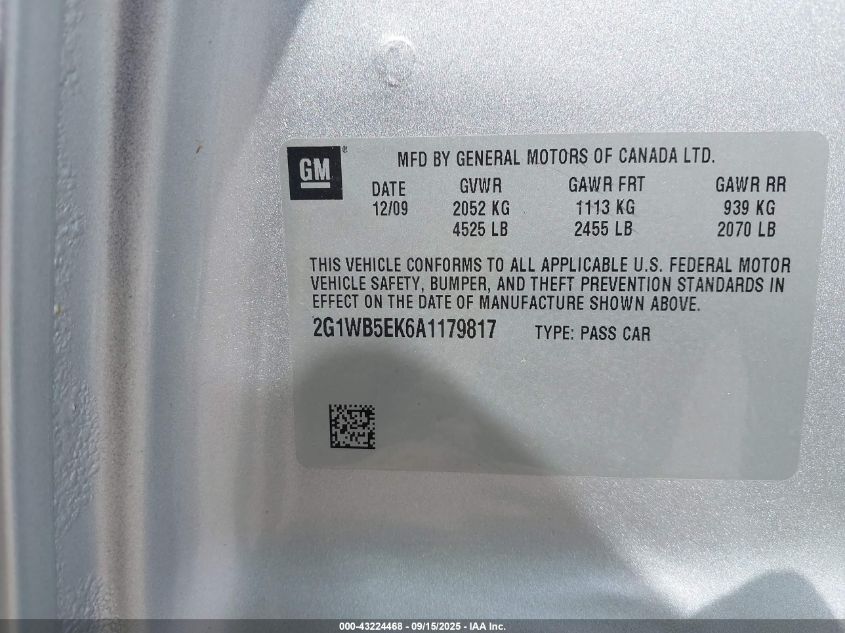 GM ®
MFD BY GENERAL MOTORS OF CANADA LTD.
DATE GVWR GAWR FRT GAWR RR
12/09 2052 KG 1113 KG 939 KG
4525 LB 2455 LB 2070 LB
THIS VEHICLE CONFORMS TO ALL APPLICABLE U.S. FEDERAL MOTOR
VEHICLE SAFETY, BUMPER, AND THEFT PREVENTION STANDARDS IN
EFFECT ON THE DATE OF MANUFACTURE SHOWN ABOVE.
2G1WB5EK6A1179817 TYPE: PASS CAR
000-43224468 - 09/15/2025 - IAA Inc.